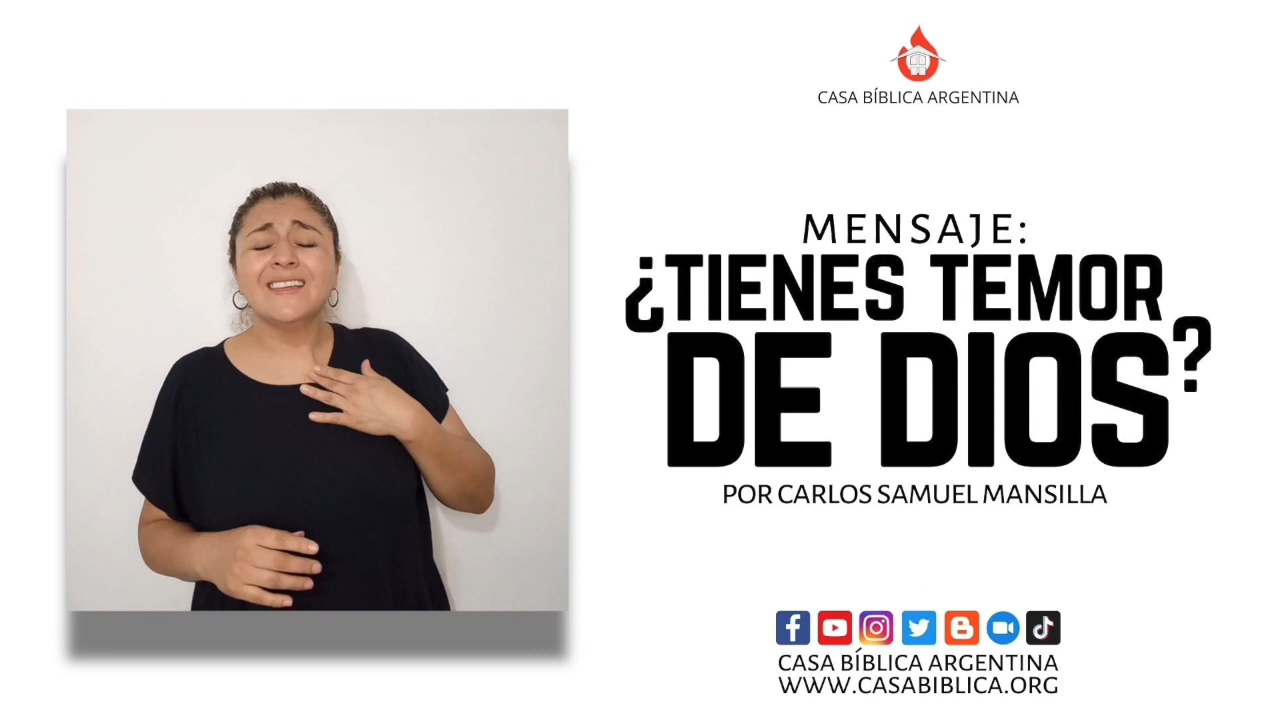 CASA BÍBLICA ARGENTINA
MENSAJE:
¿TIENES TEMOR
DE DIOS?
POR CARLOS SAMUEL MANSILLA
CASA BÍBLICA ARGENTINA
WWW.CASABIBLICA.ORG